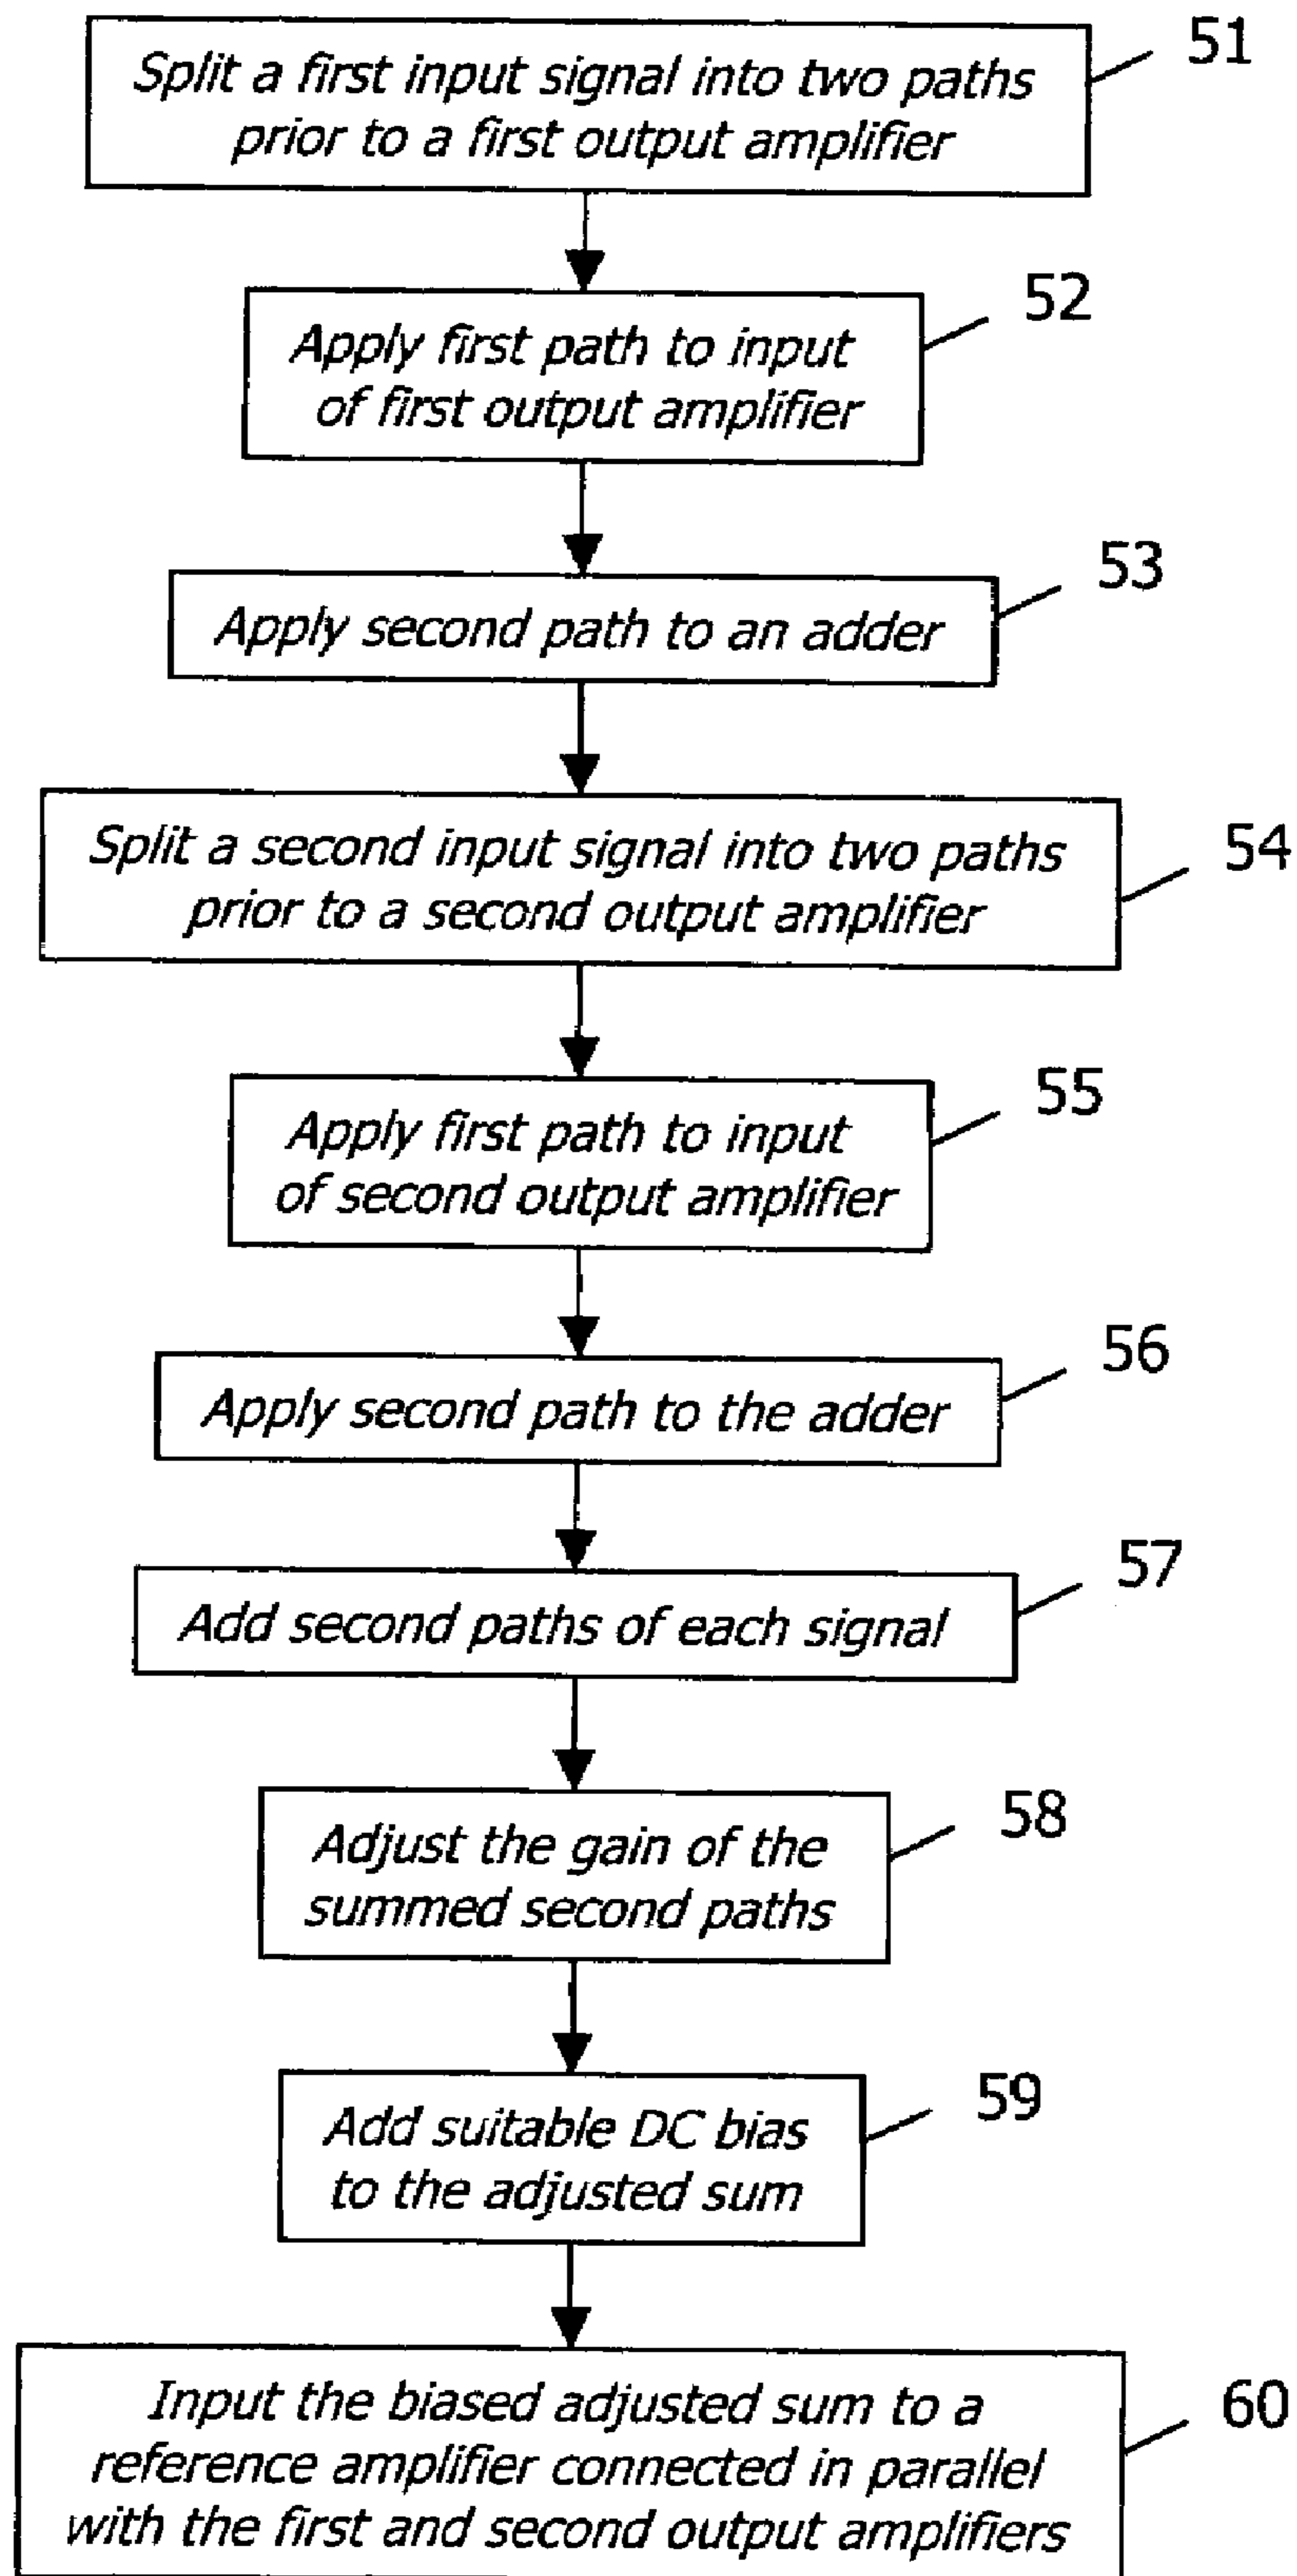 Split a first input signal into two paths
prior to a first output amplifier
51
Apply first path to input
of first output amplifier
52
Apply second path to an adder
53
Split a second input signal into two paths
prior to a second output amplifier
54
Apply first path to input
of second output amplifier
55
Apply second path to the adder
56
Add second paths of each signal
57
Adjust the gain of the
summed second paths
58
Add suitable DC bias
to the adjusted sum
59
Input the biased adjusted sum to a
reference amplifier connected in parallel
with the first and second output amplifiers
60